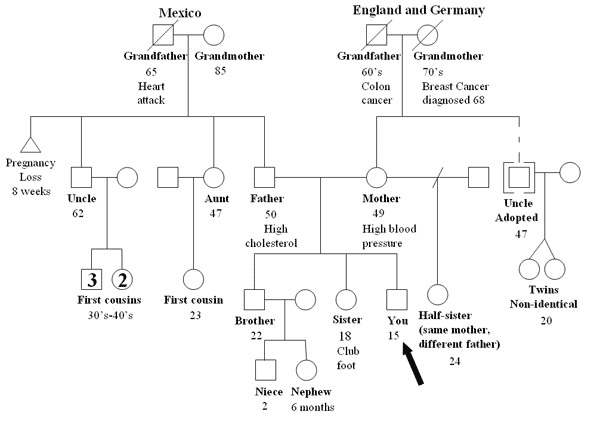 Mexico
England and Germany
Grandfather
65
Heart
attack
Grandmother
85
Grandfather
60's
Colon
cancer
Grandmother
70's
Breast Cancer
diagnosed 68
Pregnancy
Loss
8 weeks
Uncle
62
Aunt
47
Father
50
High
cholesterol
Mother
49
High blood
pressure
Uncle
Adopted
47
3
2
First cousins
30's-40's
First cousin
23
Brother
22
Sister
18
Club
foot
You
15
Half-sister
(same mother,
different father)
24
Twins
Non-identical
20
Niece
2
Nephew
6 months